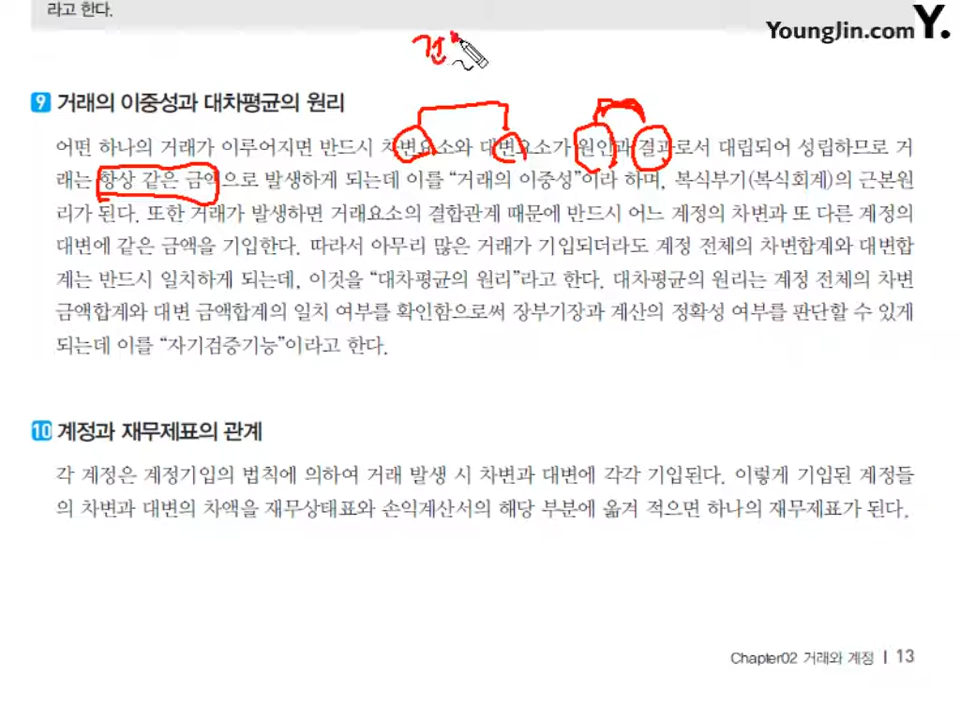 라고 한다.
YoungJin.com Y.
건
9 거래의 이중성과 대차평균의 원리
어떤 하나의 거래가 이루어지면 반드시 차변요소와 대변요소가 원인과 결과로서 대립되어 성립하므로 거
래는 항상 같은 금액으로 발생하게 되는데 이를 “거래의 이중성”이라 하며, 복식부기(복식회계)의 근본원
리가 된다. 또한 거래가 발생하면 거래요소의 결합관계 때문에 반드시 어느 계정의 차변과 또 다른 계정의
대변에 같은 금액을 기입한다. 따라서 아무리 많은 거래가 기입되더라도 계정 전체의 차변합계와 대변합
계는 반드시 일치하게 되는데, 이것을 “대차평균의 원리”라고 한다. 대차평균의 원리는 계정 전체의 차변
금액합계와 대변 금액합계의 일치 여부를 확인함으로써 장부기장과 계산의 정확성 여부를 판단할 수 있게
되는데 이를 “자기검증기능”이라고 한다.
10 계정과 재무제표의 관계
각 계정은 계정기입의 법칙에 의하여 거래 발생 시 차변과 대변에 각각 기입된다. 이렇게 기입된 계정들
의 차변과 대변의 차액을 재무상태표와 손익계산서의 해당 부분에 옮겨 적으면 하나의 재무제표가 된다.
Chapter02 거래와 계정 | 13